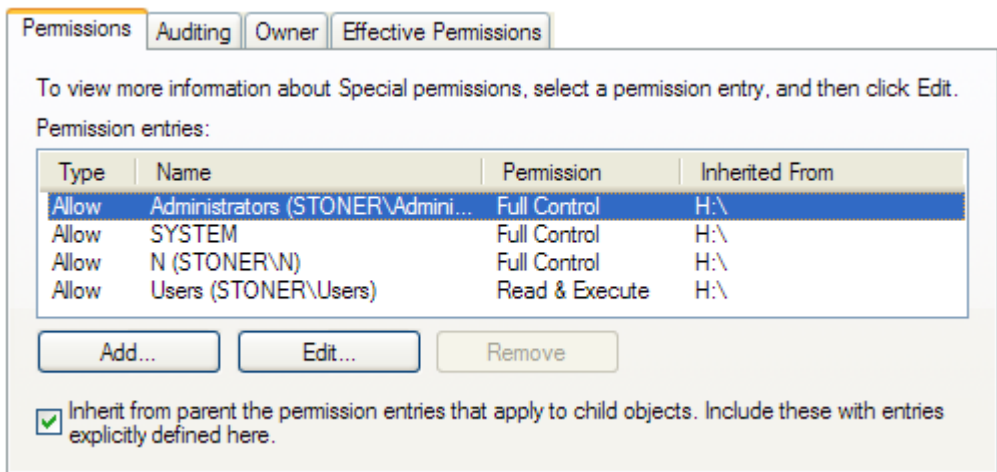 Permissions Auditing Owner Effective Permissions
To view more information about Special permissions, select a permission entry, and then click Edit.
Permission entries:
Type Name Permission Inherited From
Allow Administrators (STONER\Admini... Full Control H:\
Allow SYSTEM Full Control H:\
Allow N (STONER\N) Full Control H:\
Allow Users (STONER\Users) Read & Execute H:\
Add... Edit... Remove
Inherit from parent the permission entries that apply to child objects. Include these with entries
explicitly defined here.